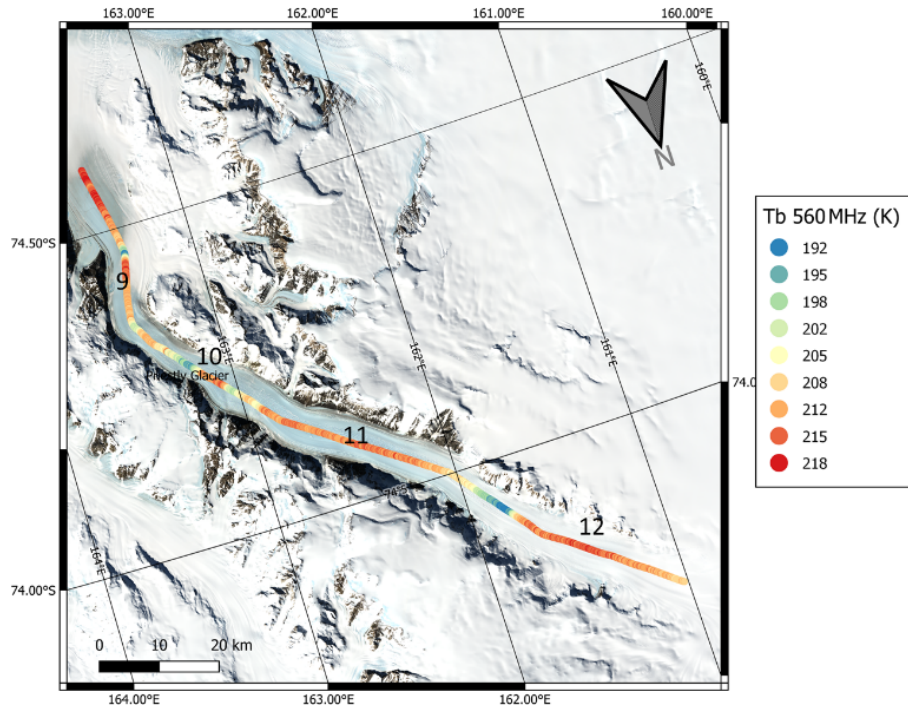 163.00°E 162.00°E 161.00°E 160.00°E
160°E
N
74.50°S
9
Tb 560 MHz (K)
192
195
198
202
205
208
212
215
218
10
163°E
Priestly Glacier
162°E
161°E
74.0
11
12
164°E
74.00°S
0 10 20 km
164.00°E 163.00°E 162.00°E